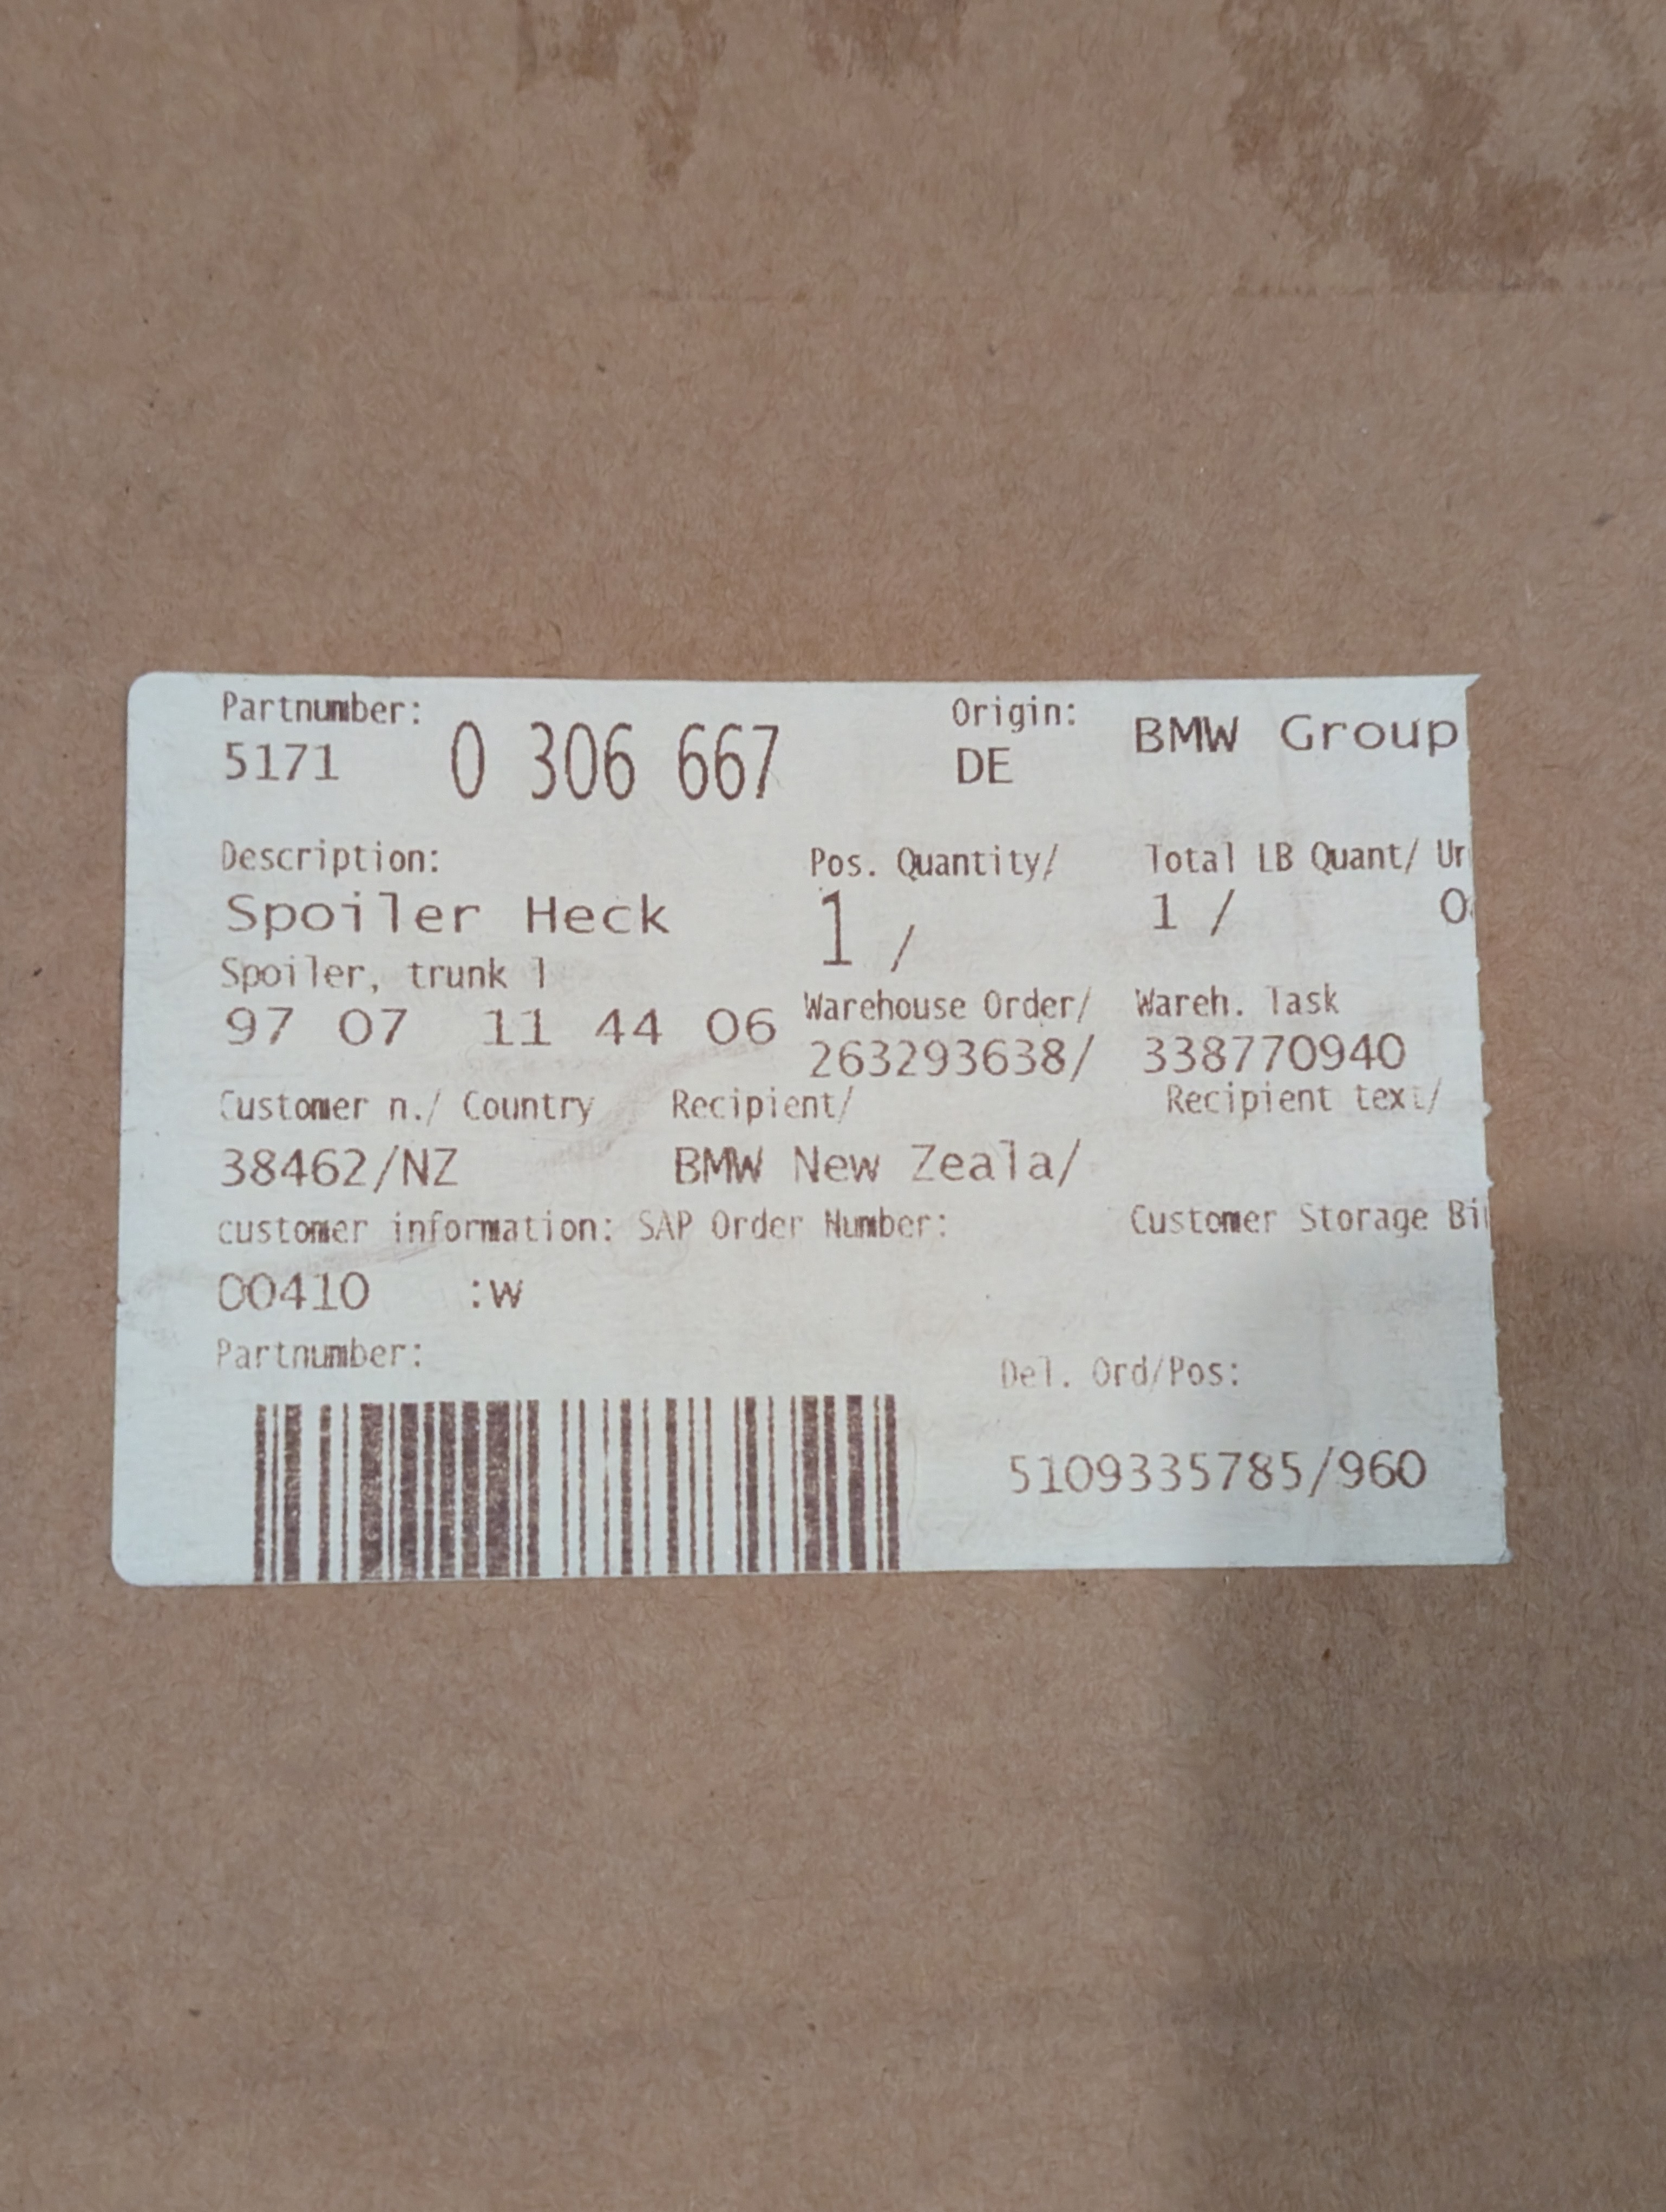 Partnumber: Origin: BMW Group
5171 0 306 667 DE
Description: Pos. Quantity/ Total LB Quant/
Spoiler Heck 1 / 1 /
Spoiler, trunk l
97 07 11 44 06 Warehouse Order/ Wareh. Task
263293638/ 338770940
Customer n./ Country Recipient/ Recipient text/
38462/NZ BMW New Zeala/
customer information: SAP Order Number: Customer Storage
00410 :w
Partnumber: Del. Ord/Pos:
5109335785/960